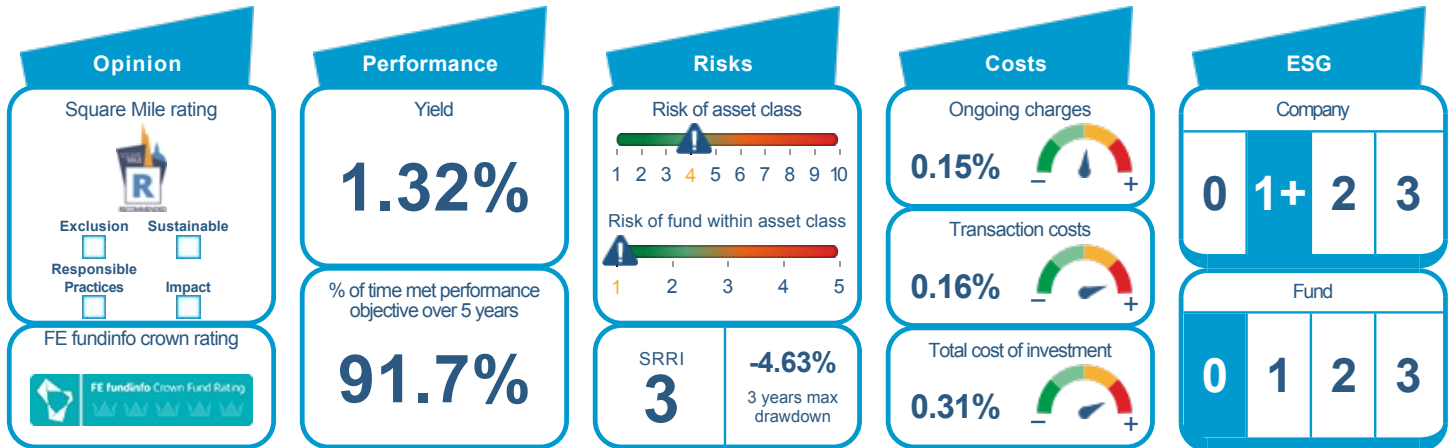 Opinion
Square Mile rating
R
RECOMMENDED
Exclusion
Sustainable
Responsible
Practices
Impact
FE fundinfo crown rating
FE fundinfo Crown Fund Rating
Performance
Yield
1.32%
% of time met performance
objective over 5 years
91.7%
Risks
Risk of asset class
1 2 3 4 5 6 7 8 9 10
Risk of fund within asset class
1 2 3 4 5
SRRI
3
-4.63%
3 years max
drawdown
Costs
Ongoing charges
0.15%
– +
Transaction costs
0.16%
– +
Total cost of investment
0.31%
– +
ESG
Company
0 1+ 2 3
Fund
0 1 2 3